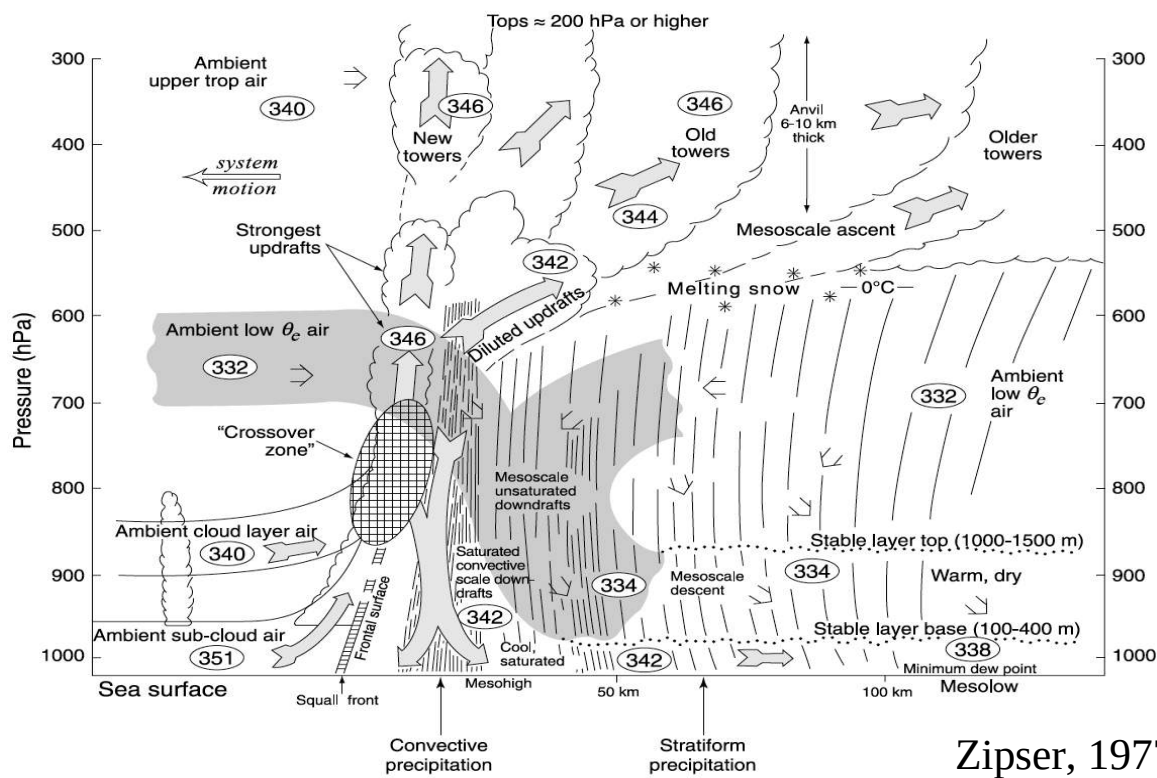 Tops ≈ 200 hPa or higher
300
300
Ambient
upper trop air
340
346
New
towers
346
Old
towers
Anvil
6-10 km
thick
Older
towers
400
400
system
motion
344
500
500
Strongest
updrafts
342
Mesoscale ascent
Melting snow
0°C
600
600
Ambient low θe air
332
346
Diluted updrafts
332
Ambient
low θe
air
700
700
Pressure (hPa)
"Crossover
zone"
Mesoscale
unsaturated
downdrafts
800
800
Ambient cloud layer air
340
Saturated
convective
scale down-
drafts
342
Stable layer top (1000-1500 m)
334
Mesoscale
descent
334
Warm, dry
900
900
Frontal surface
Ambient sub-cloud air
351
Cool,
saturated
Stable layer base (100-400 m)
342
338
Minimum dew point
1000
1000
Sea surface
Squall front
Mesohigh
50 km
100 km
Mesolow
Convective
precipitation
Stratiform
precipitation
Zipser, 197